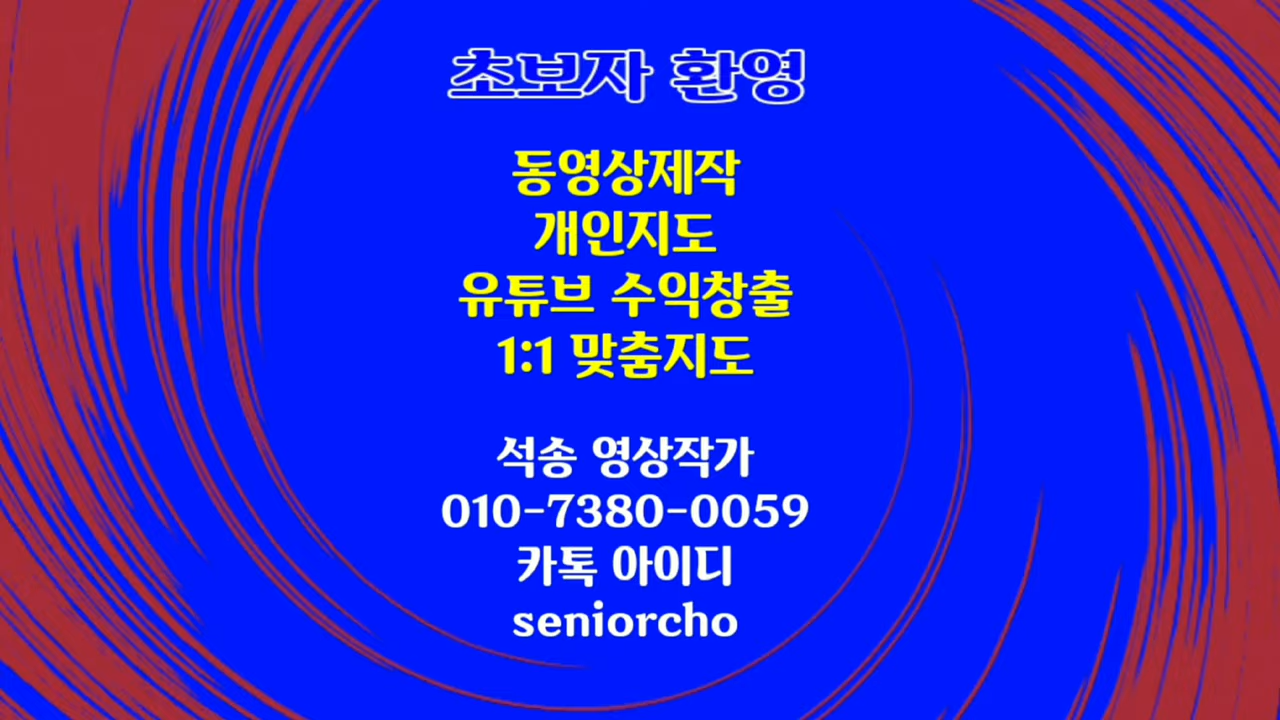 초보자 환영
동영상제작
개인지도
유튜브 수익창출
1:1 맞춤지도
석송 영상작가
010-7380-0059
카톡 아이디
seniorcho